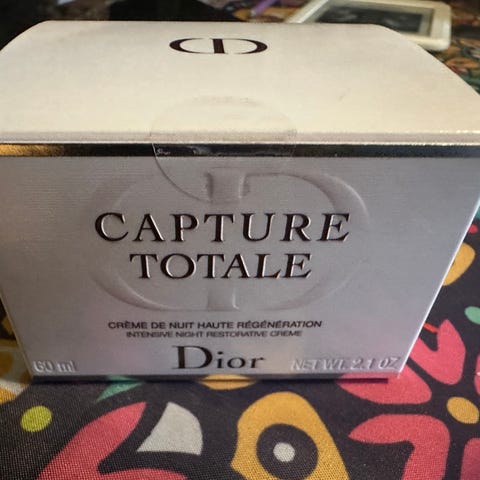 CD
CAPTURE
TOTALE
CRÈME DE NUIT HAUTE RÉGÉNÉRATION
INTENSIVE NIGHT RESTORATIVE CREME
60 ml Dior NET WT. 2.1 OZ